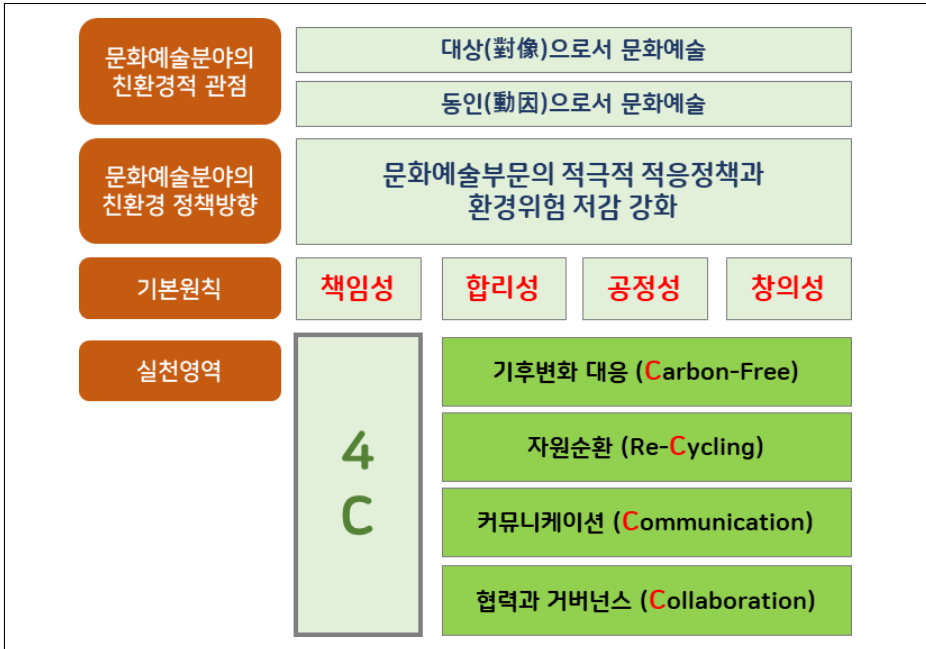 문화예술분야의
친환경적 관점
대상(對像)으로서 문화예술
동인(動因)으로서 문화예술
문화예술분야의
친환경 정책방향
문화예술부문의 적극적 적응정책과
환경위험 저감 강화
기본원칙
책임성
합리성
공정성
창의성
실천영역
4
C
기후변화 대응 (Carbon-Free)
자원순환 (Re-Cycling)
커뮤니케이션 (Communication)
협력과 거버넌스 (Collaboration)